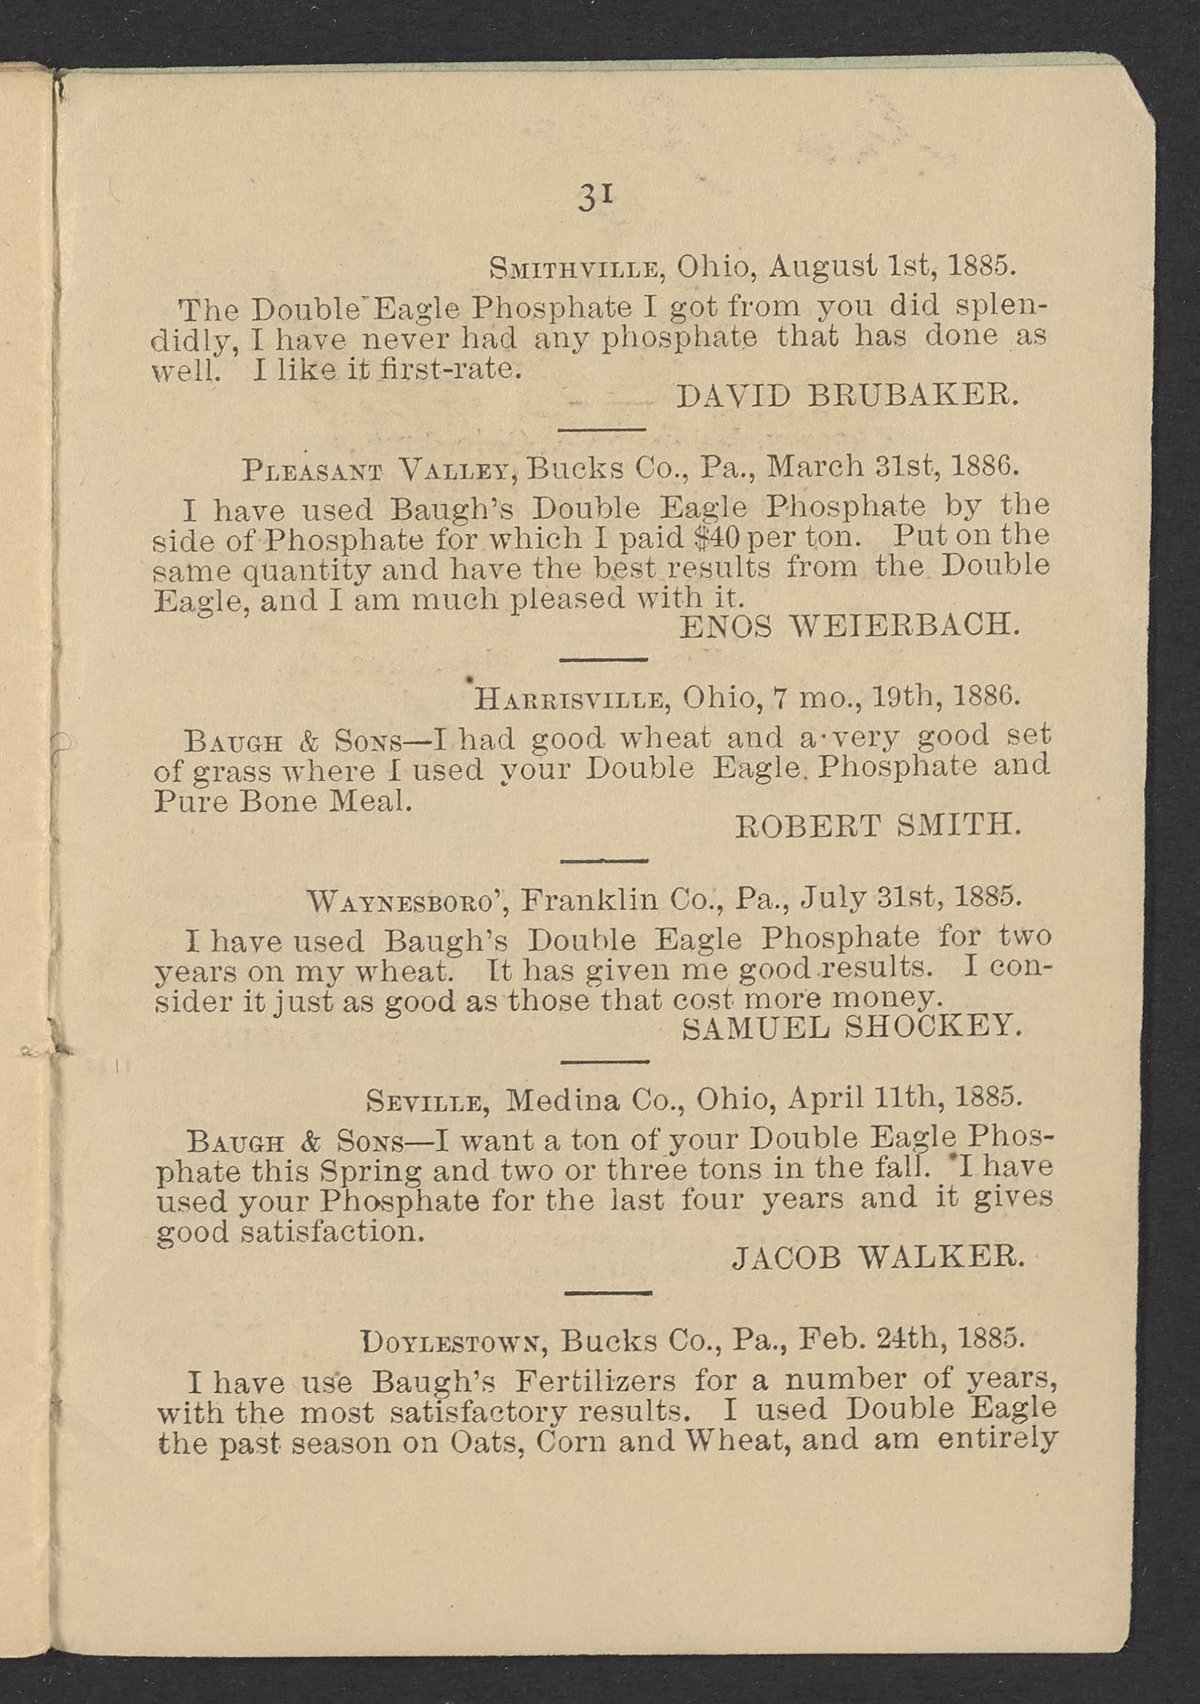 31
SMITHVILLE, Ohio, August 1st, 1885.
The Double Eagle Phosphate I got from you did splen-
didly, I have never had any phosphate that has done as
well. I like it first-rate.
DAVID BRUBAKER.
PLEASANT VALLEY, Bucks Co., Pa., March 31st, 1886.
I have used Baugh's Double Eagle Phosphate by the
side of Phosphate for which I paid $40 per ton. Put on the
same quantity and have the best results from the Double
Eagle, and I am much pleased with it.
ENOS WEIERBACH.
HARRISVILLE, Ohio, 7 mo., 19th, 1886.
BAUGH & SONS—I had good wheat and a very good set
of grass where I used your Double Eagle Phosphate and
Pure Bone Meal.
ROBERT SMITH.
WAYNESBORO', Franklin Co., Pa., July 31st, 1885.
I have used Baugh's Double Eagle Phosphate for two
years on my wheat. It has given me good results. I con-
sider it just as good as those that cost more money.
SAMUEL SHOCKEY.
SEVILLE, Medina Co., Ohio, April 11th, 1885.
BAUGH & SONS—I want a ton of your Double Eagle Phos-
phate this Spring and two or three tons in the fall. I have
used your Phosphate for the last four years and it gives
good satisfaction.
JACOB WALKER.
DOYLESTOWN, Bucks Co., Pa., Feb. 24th, 1885.
I have use Baugh's Fertilizers for a number of years,
with the most satisfactory results. I used Double Eagle
the past season on Oats, Corn and Wheat, and am entirely